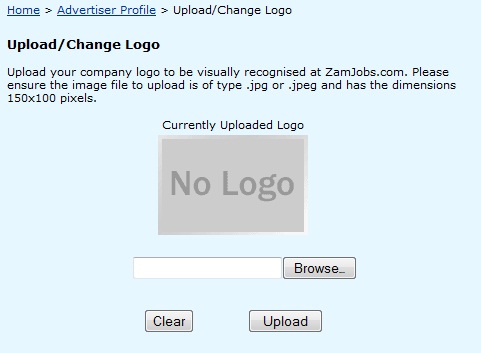 Home > Advertiser Profile > Upload/Change Logo
Upload/Change Logo
Upload your company logo to be visually recognised at ZamJobs.com. Please
ensure the image file to upload is of type .jpg or .jpeg and has the dimensions
150x100 pixels.
Currently Uploaded Logo
No Logo
Browse...
Clear Upload